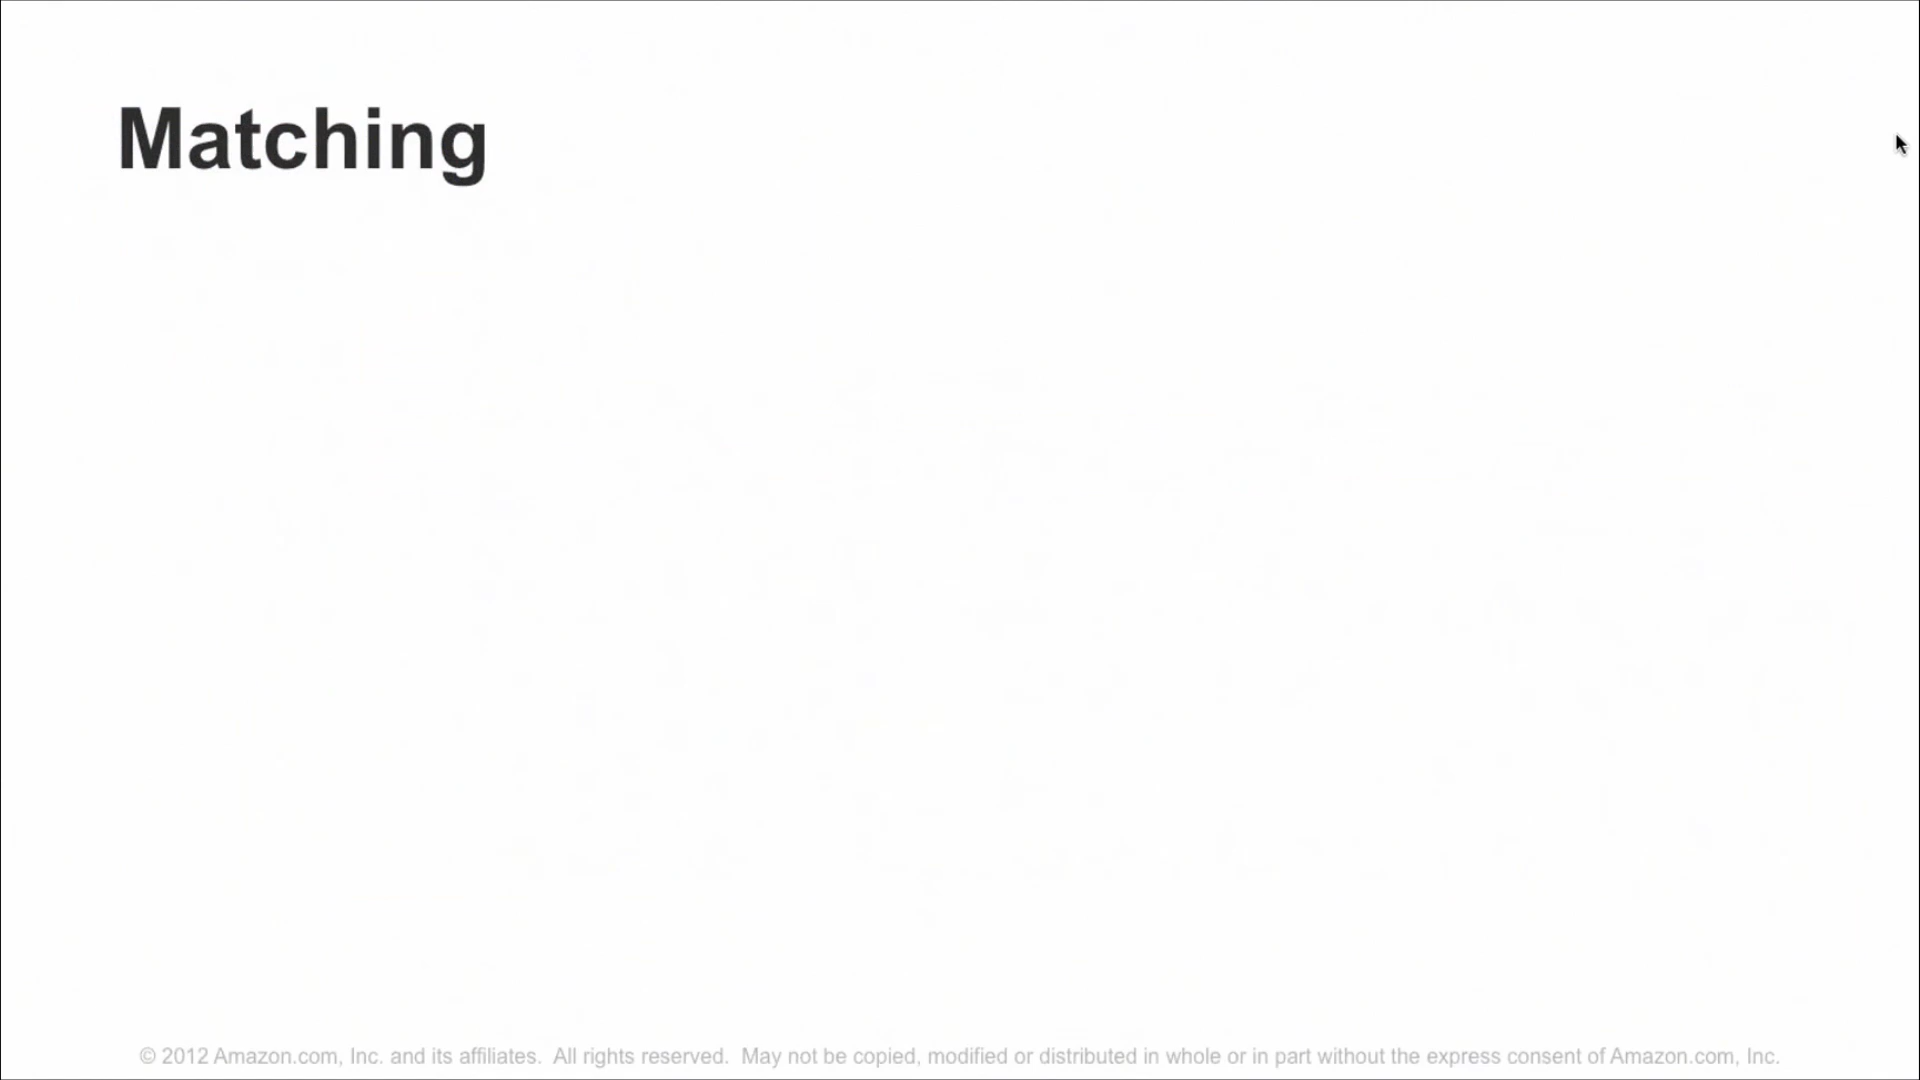 Matching
© 2012 Amazon.com, Inc. and its affiliates. All rights reserved. May not be copied, modified or distributed in whole or in part without the express consent of Amazon.com, Inc.